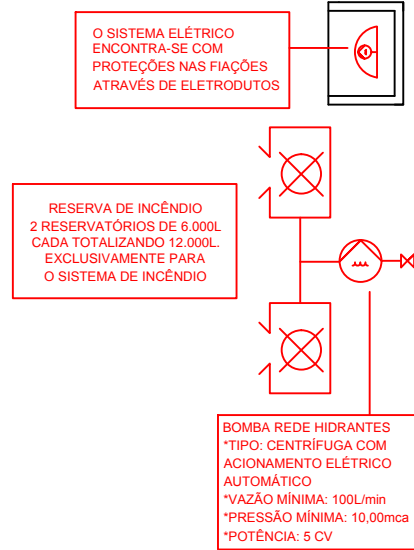 O SISTEMA ELÉTRICO
ENCONTRA-SE COM
PROTEÇÕES NAS FIAÇÕES
ATRAVÉS DE ELETRODUTOS
RESERVA DE INCÊNDIO
2 RESERVATÓRIOS DE 6.000L
CADA TOTALIZANDO 12.000L.
EXCLUSIVAMENTE PARA
O SISTEMA DE INCÊNDIO
BOMBA REDE HIDRANTES
*TIPO: CENTRÍFUGA COM
ACIONAMENTO ELÉTRICO
AUTOMÁTICO
*VAZÃO MÍNIMA: 100L/min
*PRESSÃO MÍNIMA: 10,00mca
*POTÊNCIA: 5 CV